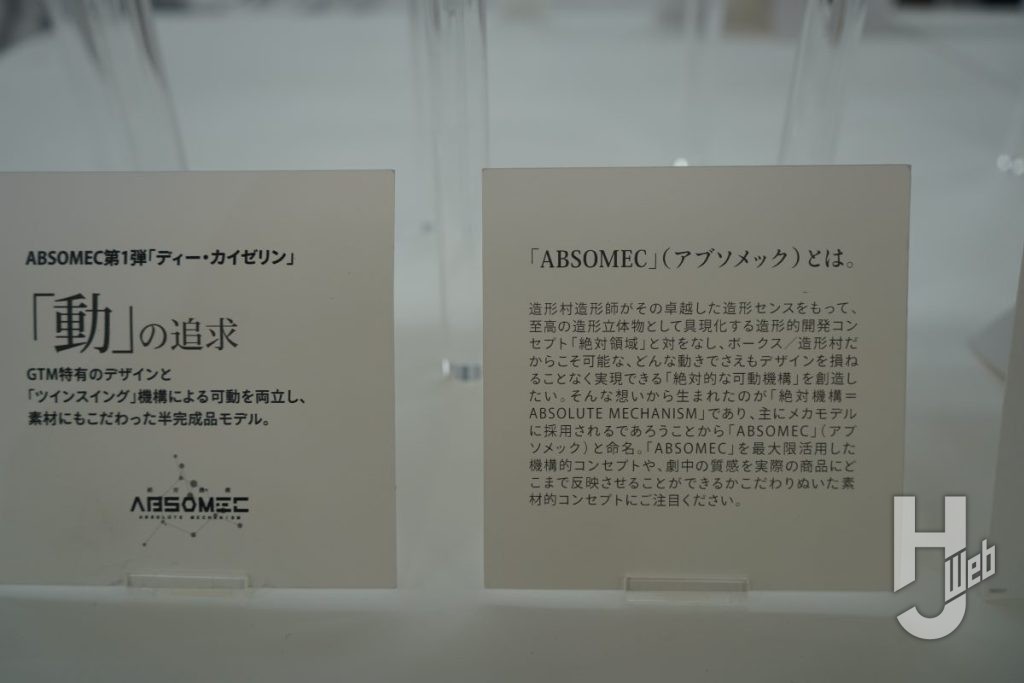 ABSOMEC第1弾「ディー・カイゼリン」
「動」の追求
GTM特有のデザインと
「ツインスイング」機構による可動を両立し、
素材にもこだわった半完成品モデル。
ABSOMEC
ABSOLUTE MECHANISM
「ABSOMEC」(アブソメック)とは。
造形村造形師がその卓越した造形センスをもって、
至高の造形立体物として具現化する造形的開発コン
セプト「絶対領域」と対をなし、ボークス／造形村だ
からこそ可能な、どんな動きでさえもデザインを損ね
ることなく実現できる「絶対的な可動機構」を創造し
たい。そんな想いから生まれたのが「絶対機構＝
ABSOLUTE MECHANISM」であり、主にメカモデル
に採用されるであろうことから「ABSOMEC」(アブ
ソメック)と命名。「ABSOMEC」を最大限活用した
機構的コンセプトや、劇中の質感を実際の商品にど
こまで反映させることができるかこだわりぬいた素
材的コンセプトにご注目ください。
HJ Web